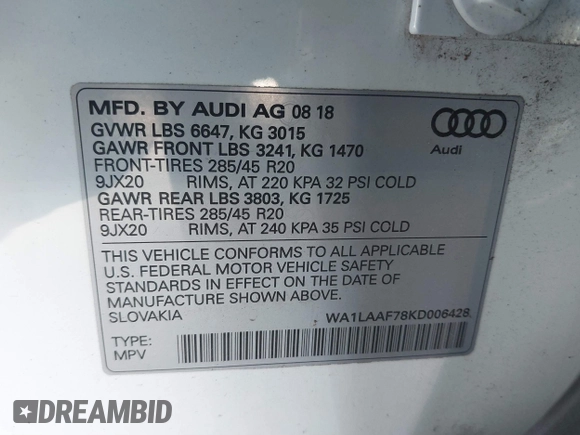 MFD. BY AUDI AG 08 18
GVWR LBS 6647, KG 3015
GAWR FRONT LBS 3241, KG 1470
FRONT-TIRES 285/45 R20
9JX20 RIMS, AT 220 KPA 32 PSI COLD
GAWR REAR LBS 3803, KG 1725
REAR-TIRES 285/45 R20
9JX20 RIMS, AT 240 KPA 35 PSI COLD
Audi
THIS VEHICLE CONFORMS TO ALL APPLICABLE
U.S. FEDERAL MOTOR VEHICLE SAFETY
STANDARDS IN EFFECT ON THE DATE OF
MANUFACTURE SHOWN ABOVE.
SLOVAKIA WA1LAAF78KD006428
TYPE:
MPV
DREAMBID